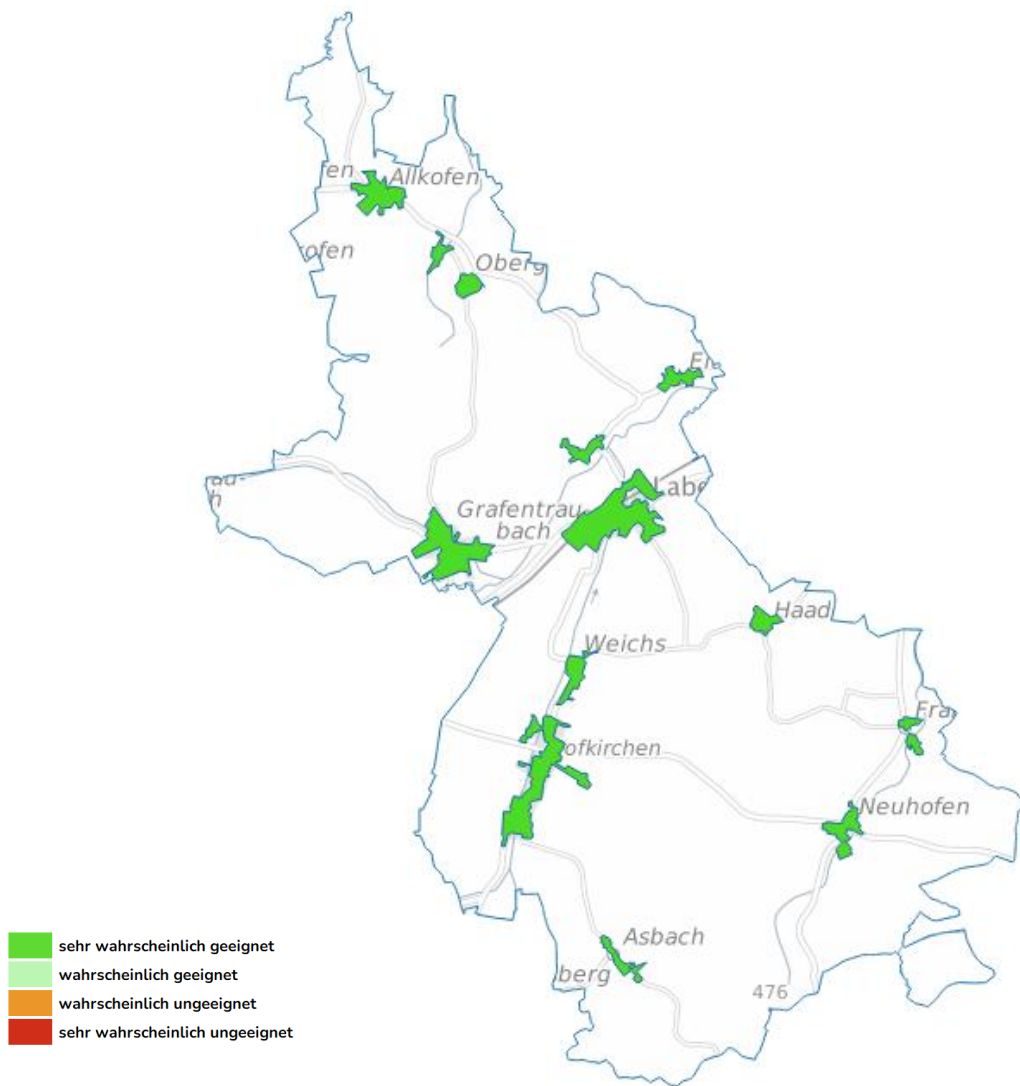 en
Allkofen
ofen
Oberg
Grafentrau
bach
Labe
Haad
Weichs
Fra
ofkirchen
Neuhofen
Asbach
berg
476
sehr wahrscheinlich geeignet
wahrscheinlich geeignet
wahrscheinlich ungeeignet
sehr wahrscheinlich ungeeignet